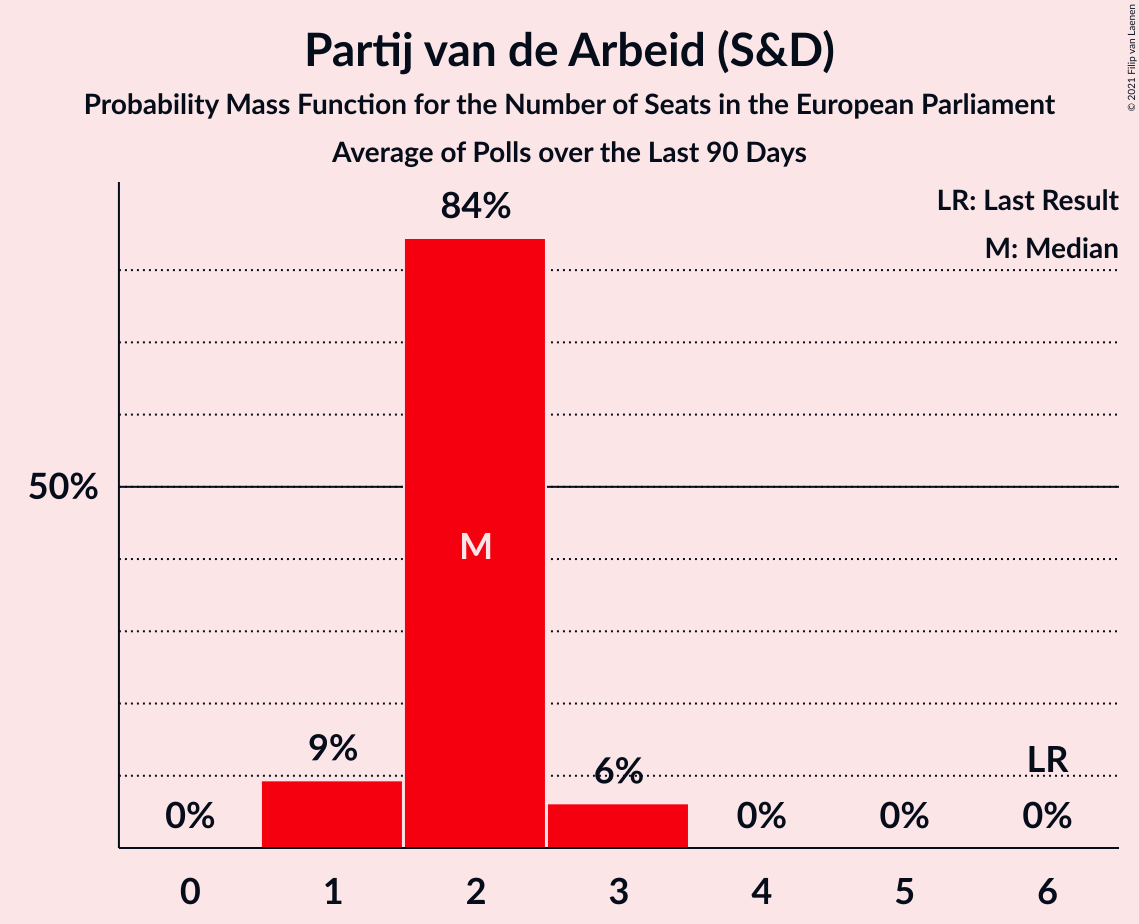 Partij van de Arbeid (S&D)
Probability Mass Function for the Number of Seats in the European Parliament
Average of Polls over the Last 90 Days
© 2021 Filip van Laenen
LR: Last Result
M: Median
84%
50%
M
9%
6%
LR
0%
0%
0%
0%
0 1 2 3 4 5 6